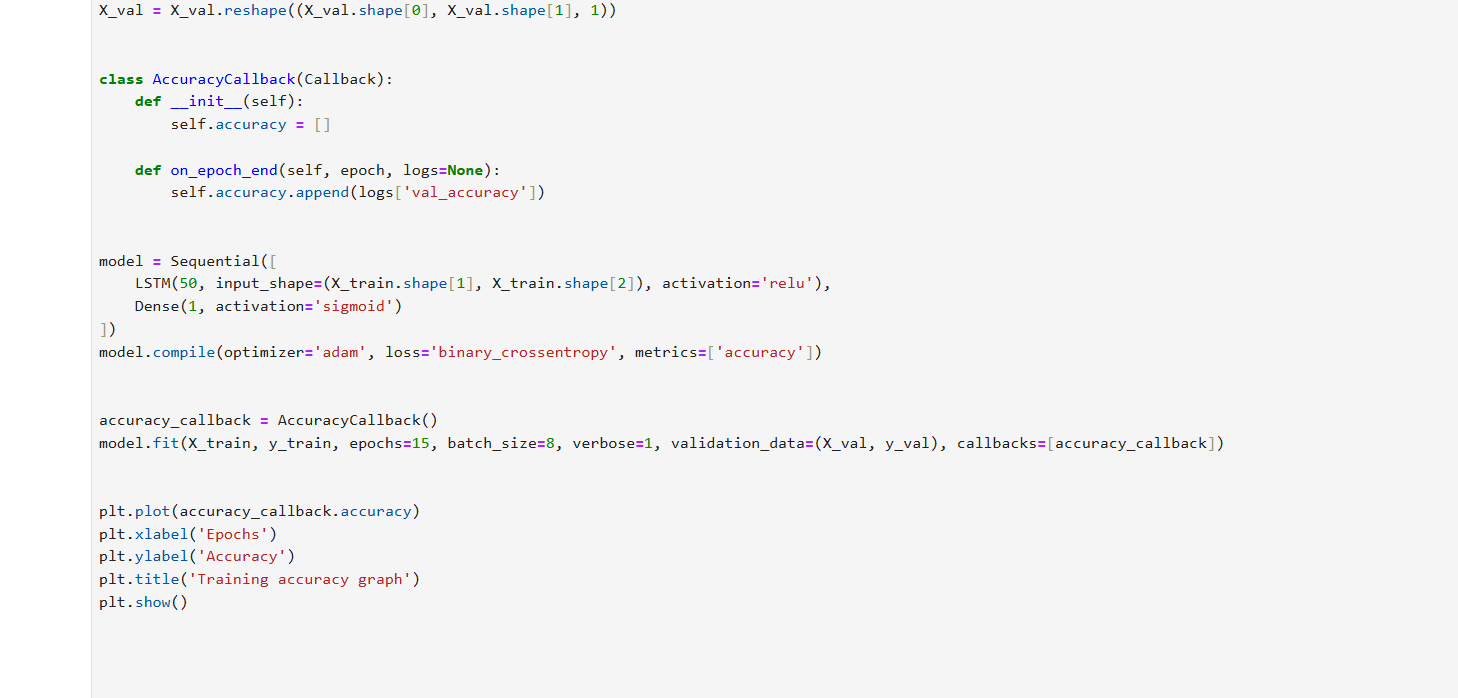 X_val = X_val.reshape((X_val.shape[0], X_val.shape[1], 1))
class AccuracyCallback(Callback):
    def __init__(self):
        self.accuracy = []
    def on_epoch_end(self, epoch, logs=None):
        self.accuracy.append(logs['val_accuracy'])
model = Sequential([
    LSTM(50, input_shape=(X_train.shape[1], X_train.shape[2]), activation='relu'),
    Dense(1, activation='sigmoid')
])
model.compile(optimizer='adam', loss='binary_crossentropy', metrics=['accuracy'])
accuracy_callback = AccuracyCallback()
model.fit(X_train, y_train, epochs=15, batch_size=8, verbose=1, validation_data=(X_val, y_val), callbacks=[accuracy_callback])
plt.plot(accuracy_callback.accuracy)
plt.xlabel('Epochs')
plt.ylabel('Accuracy')
plt.title('Training accuracy graph')
plt.show()